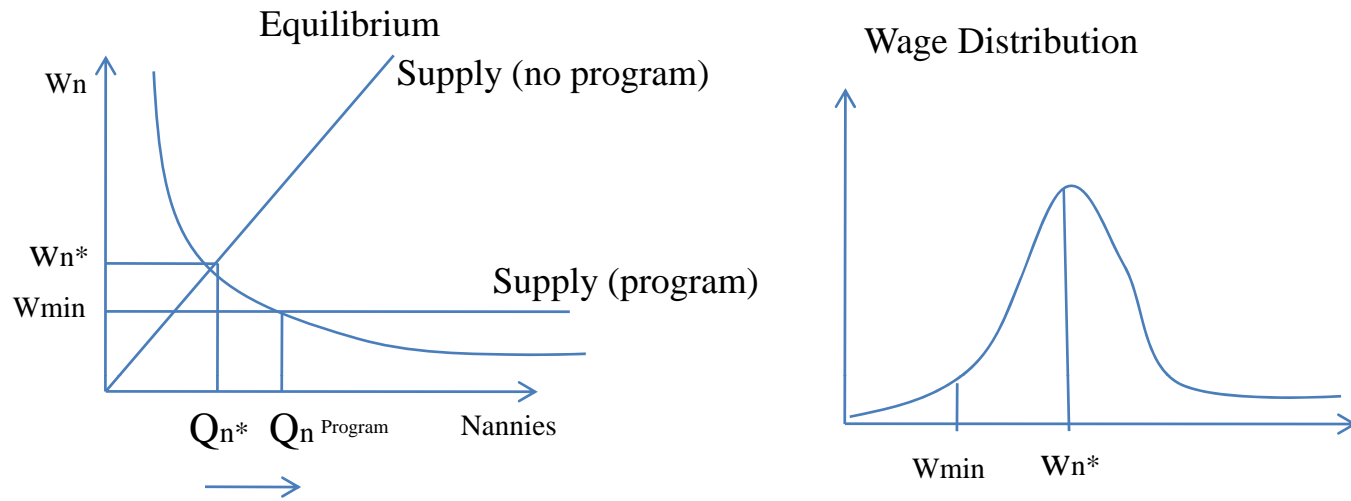 Equilibrium
Wn
Supply (no program)
Wn*
Wmin
Supply (program)
Qn*
Qn Program
Nannies
Wage Distribution
Wmin
Wn*